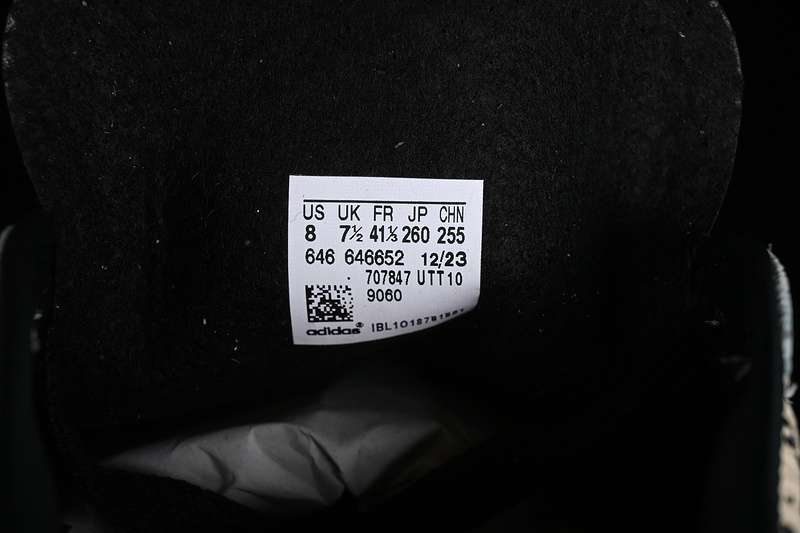 US UK FR JP CHN
8 7½ 41⅓ 260 255
646 646652 12/23
707847 UTT10
9060
adidas®